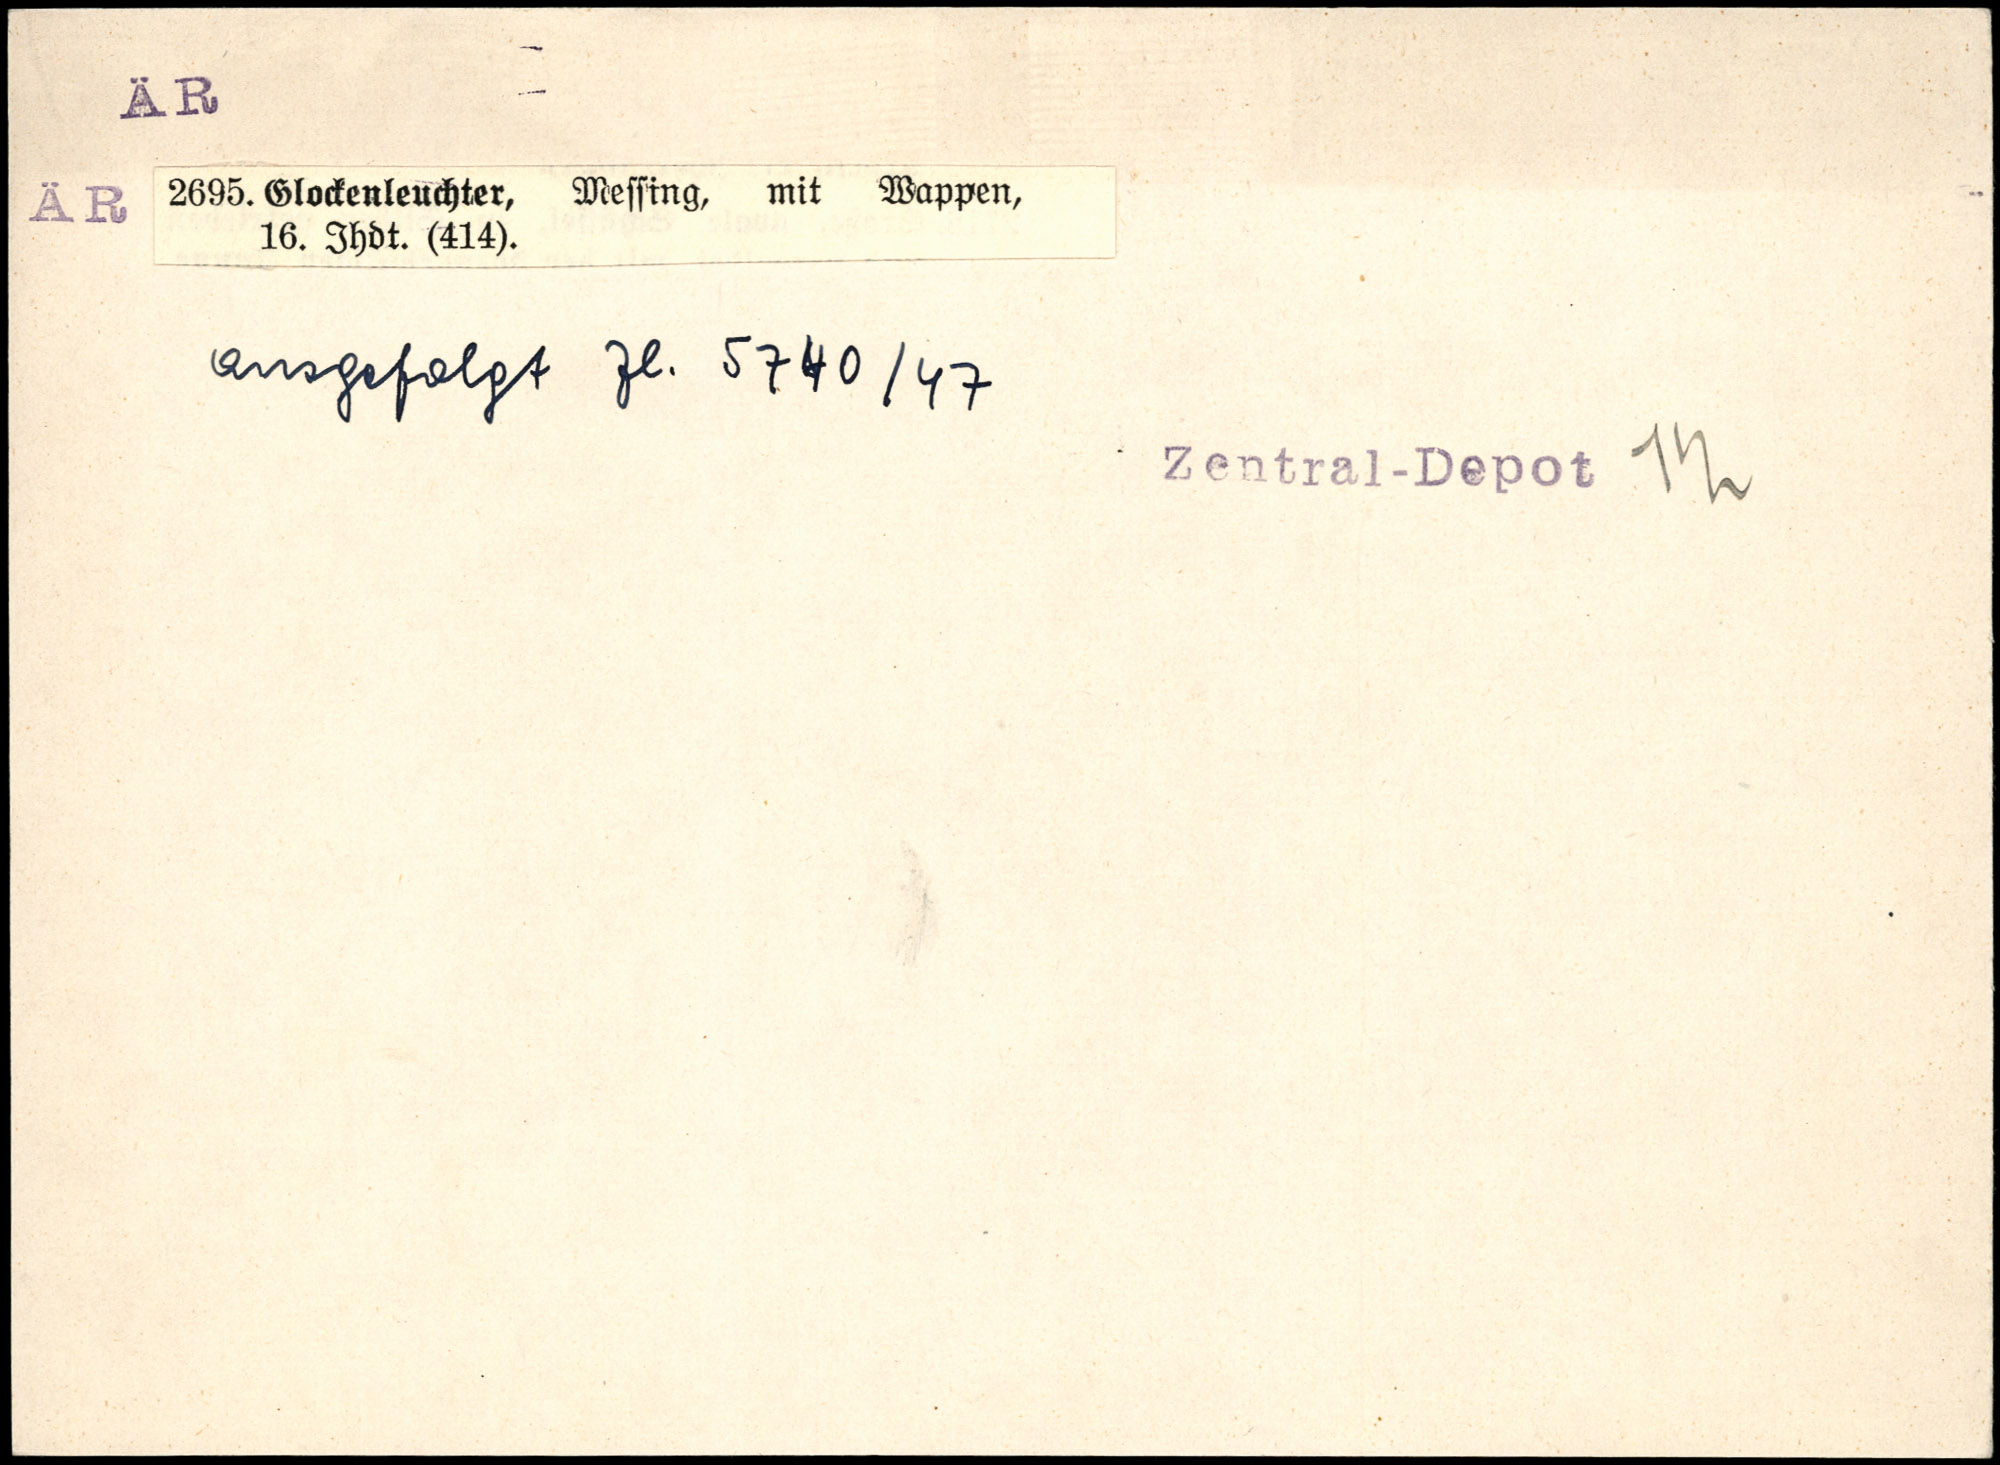 ÄR
ÄR 2695. Glockenleuchter, Messing, mit Wappen,
16. Jhdt. (414).
ausgefolgt Zl. 5740/47
Zentral-Depot